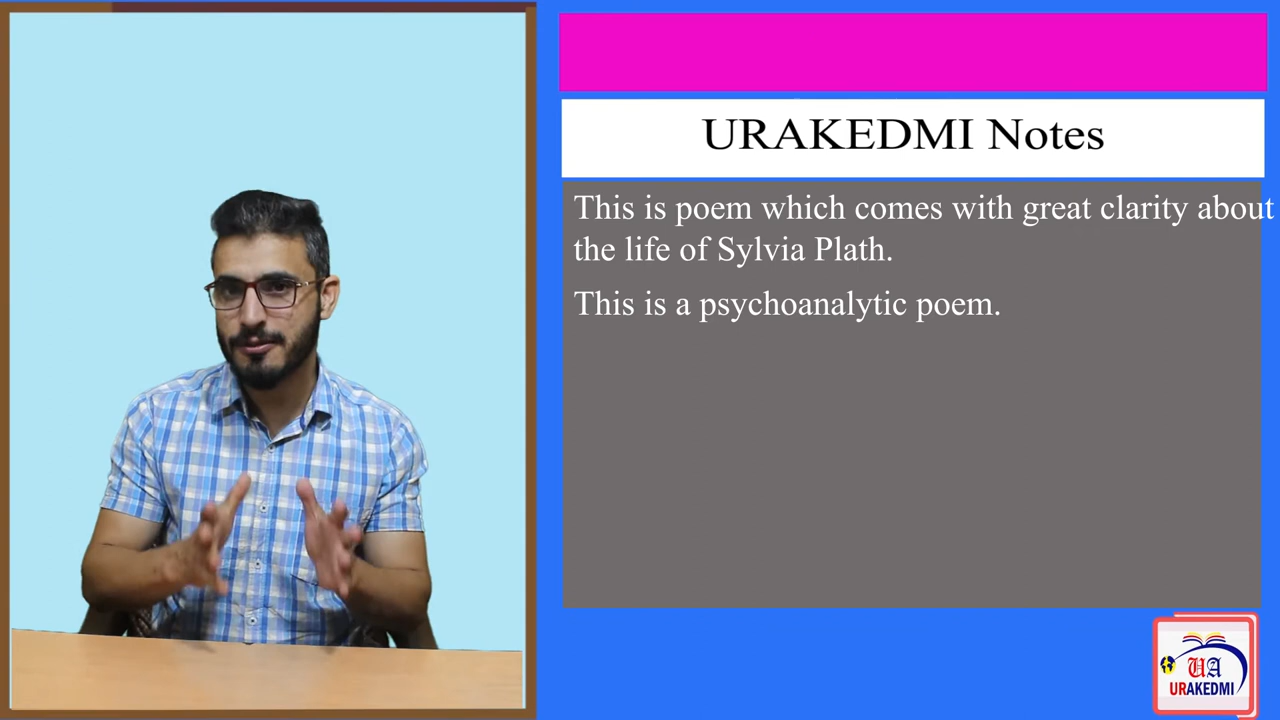 URAKEDMI Notes
This is poem which comes with great clarity about
the life of Sylvia Plath.
This is a psychoanalytic poem.
UA
URAKEDMI